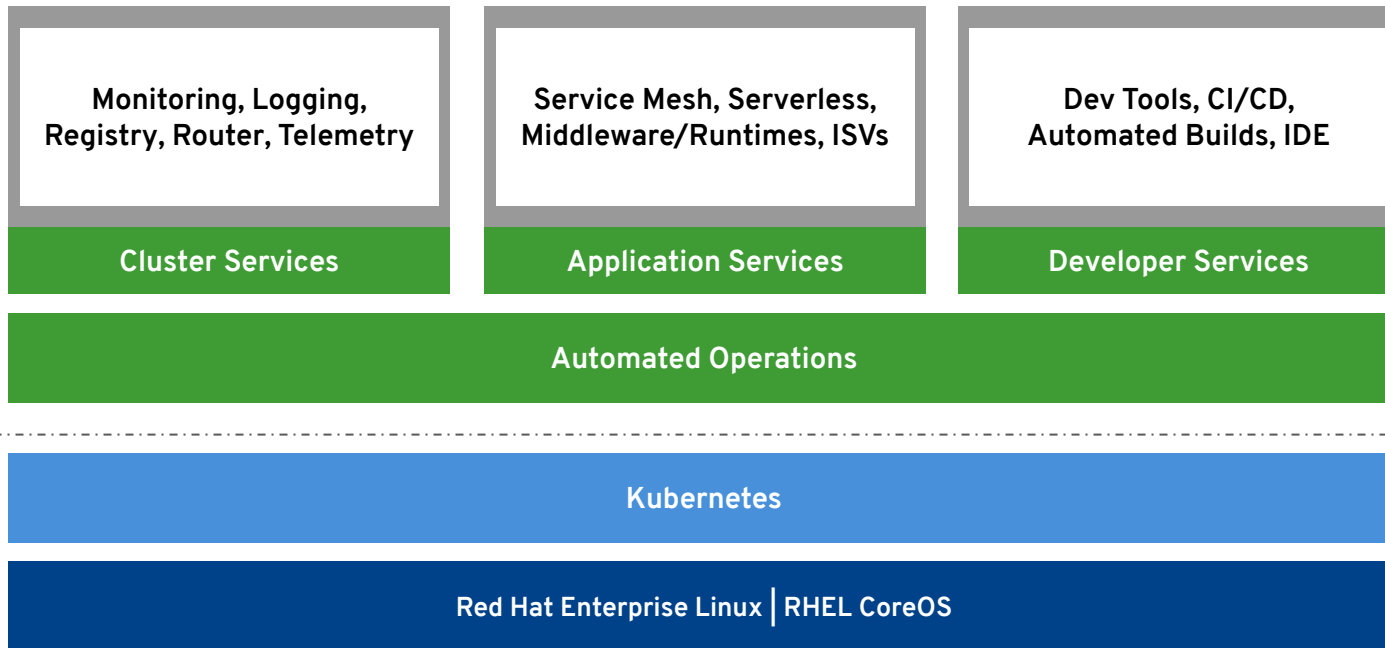 Monitoring, Logging,
Registry, Router, Telemetry
Cluster Services
Service Mesh, Serverless,
Middleware/Runtimes, ISVs
Application Services
Dev Tools, CI/CD,
Automated Builds, IDE
Developer Services
Automated Operations
Kubernetes
Red Hat Enterprise Linux | RHEL CoreOS